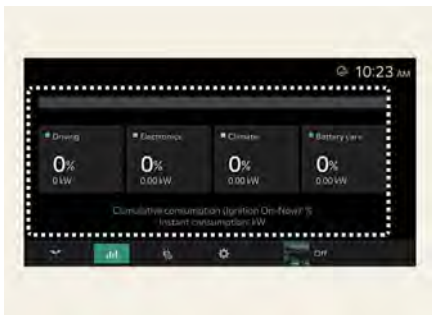 10:23 AM
Driving
Electronics
Climate
Battery care
0%
0%
0%
0%
0 kW
0.00 kW
0.00 kW
0.00 kW
Cumulative consumption (Ignition On-Now): %
Instant consumption: kW
Off